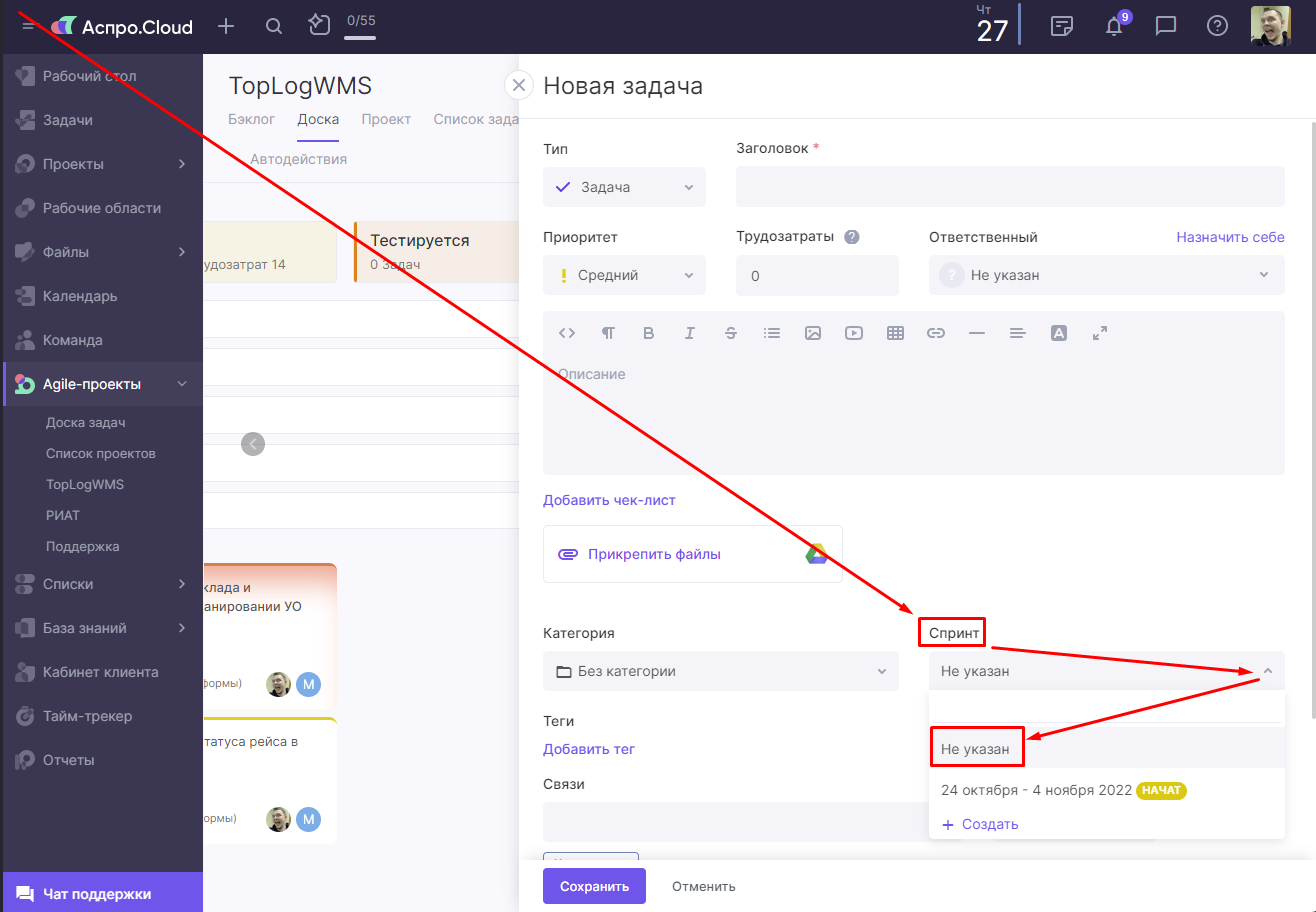 Аспро.Cloud
0/55
Чт
27
9
Рабочий стол
Задачи
Проекты
Рабочие области
Файлы
Календарь
Команда
Agile-проекты
Доска задач
Список проектов
TopLogWMS
РИАТ
Поддержка
Списки
База знаний
Кабинет клиента
Тайм-трекер
Отчеты
Чат поддержки
TopLogWMS
Бэклог Доска Проект Список зада
Автодействия
удозатрат 14
Тестируется
0 Задач
клада и
анировании УО
формы)
М
татуса рейса в
ормы)
М
Новая задача
Тип
Заголовок *
Задача
Приоритет
Трудозатраты ?
Ответственный
Назначить себе
Средний
0
? Не указан
Описание
Добавить чек-лист
Прикрепить файлы
Категория
Спринт
Без категории
Не указан
Теги
Добавить тег
Не указан
24 октября - 4 ноября 2022 НАЧАТ
+ Создать
Связи
Сохранить
Отменить